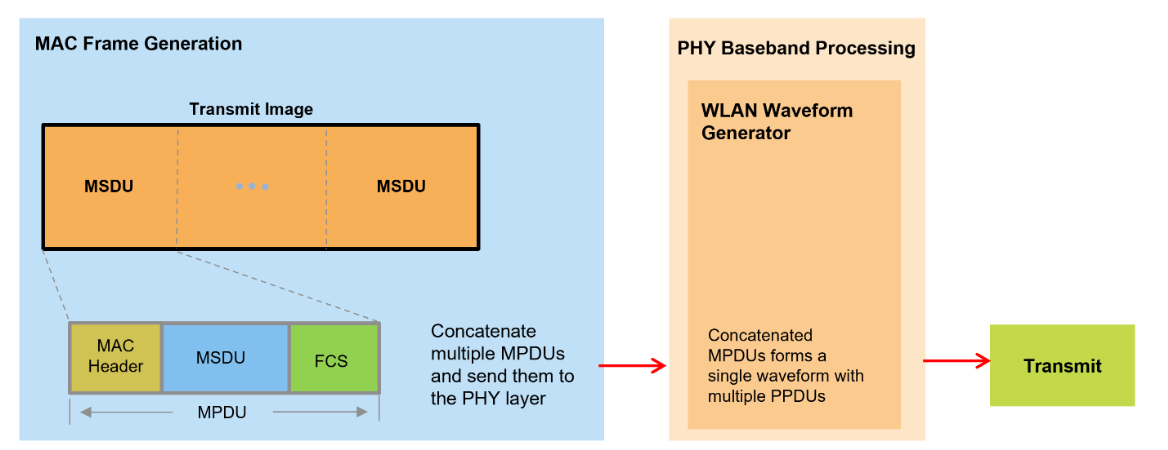 MAC Frame Generation
Transmit Image
MSDU
MSDU
MAC
Header
MSDU
FCS
MPDU
Concatenate
multiple MPDUs
and send them to
the PHY layer
PHY Baseband Processing
WLAN Waveform
Generator
Concatenated
MPDUs forms a
single waveform with
multiple PPDUs
Transmit